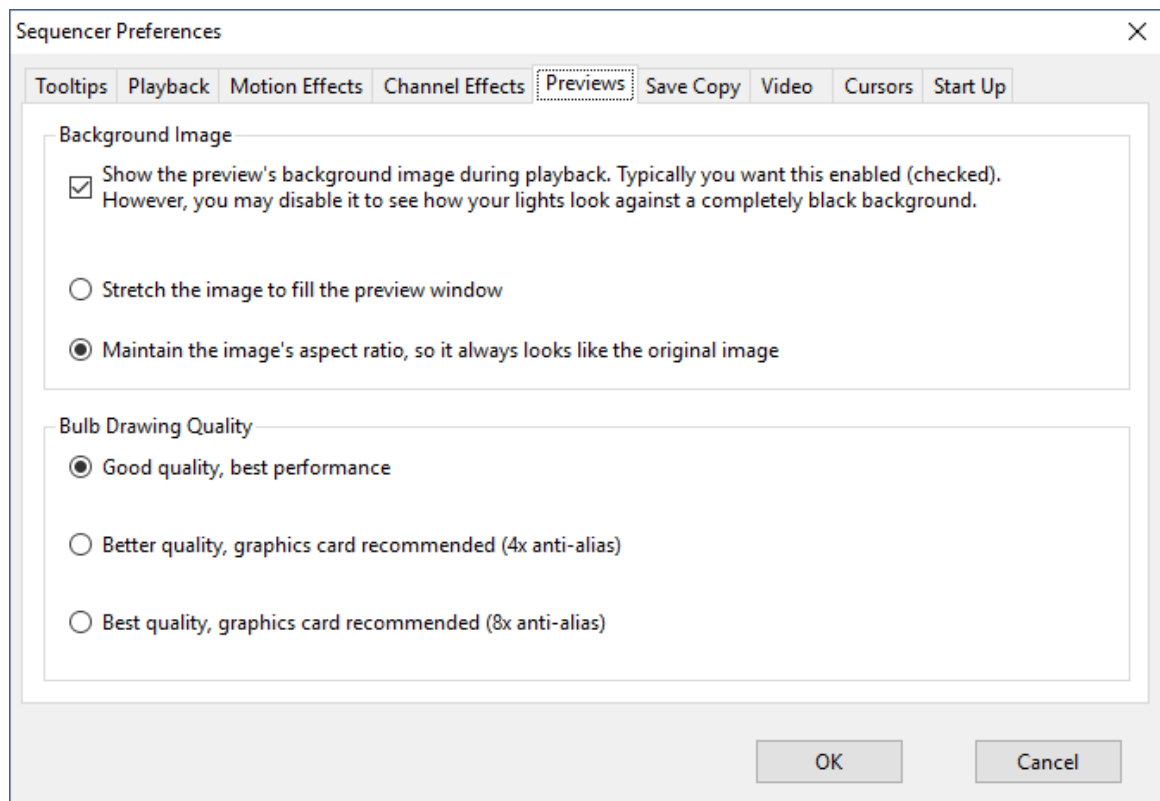 Sequencer Preferences
Tooltips Playback Motion Effects Channel Effects Previews Save Copy Video Cursors Start Up
Background Image
Show the preview's background image during playback. Typically you want this enabled (checked).
However, you may disable it to see how your lights look against a completely black background.
Stretch the image to fill the preview window
Maintain the image's aspect ratio, so it always looks like the original image
Bulb Drawing Quality
Good quality, best performance
Better quality, graphics card recommended (4x anti-alias)
Best quality, graphics card recommended (8x anti-alias)
OK Cancel